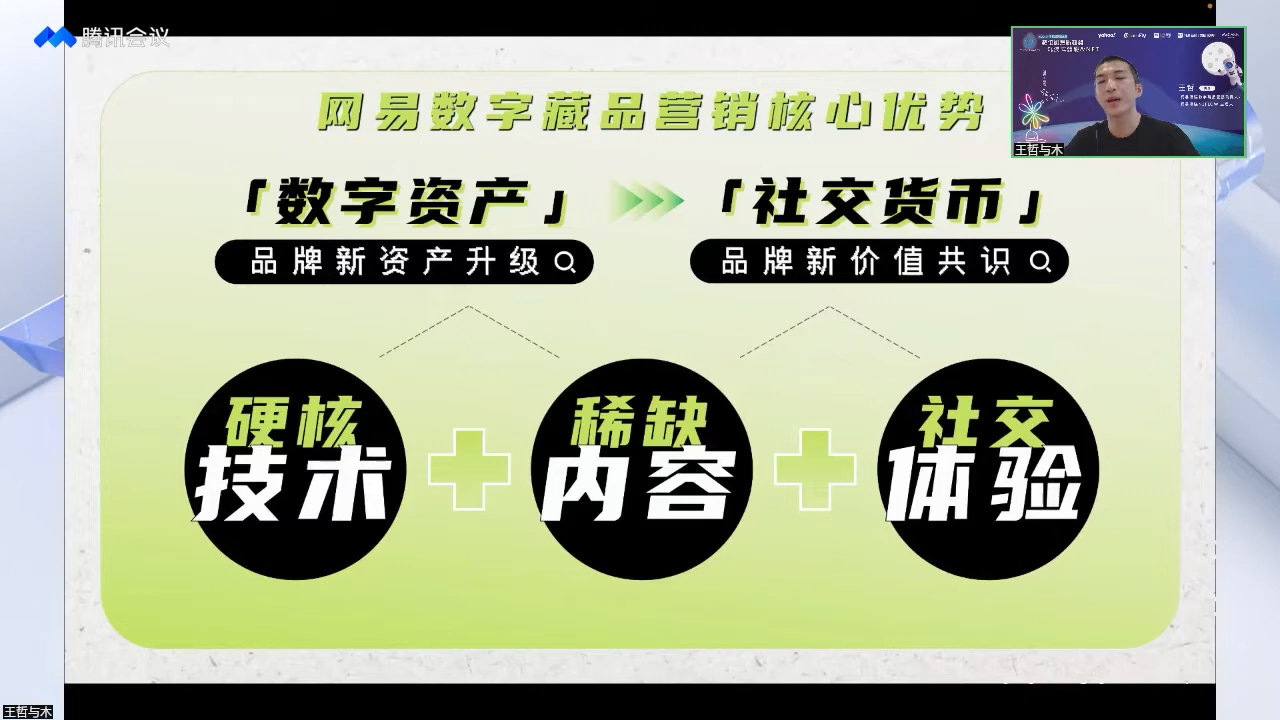 腾讯会议
网易数字藏品营销核心优势
「数字资产」
「社交货币」
品牌新资产升级
品牌新价值共识
硬核
技术
稀缺
内容
社交
体验
yahoo!
王哲
王哲与木
王哲与木